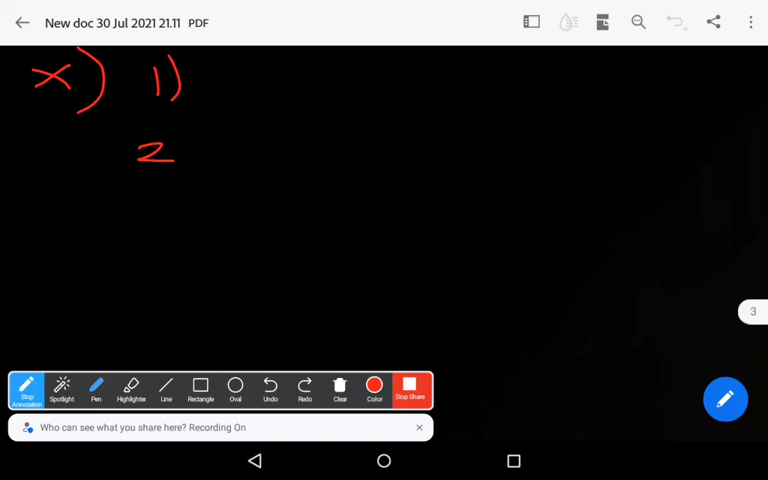 New doc 30 Jul 2021 21.11 PDF
x) 1)
2
3
Stop Annotation Spotlight Pen Highlighter Line Rectangle Oval Undo Redo Clear Color Stop Share
Who can see what you share here? Recording On